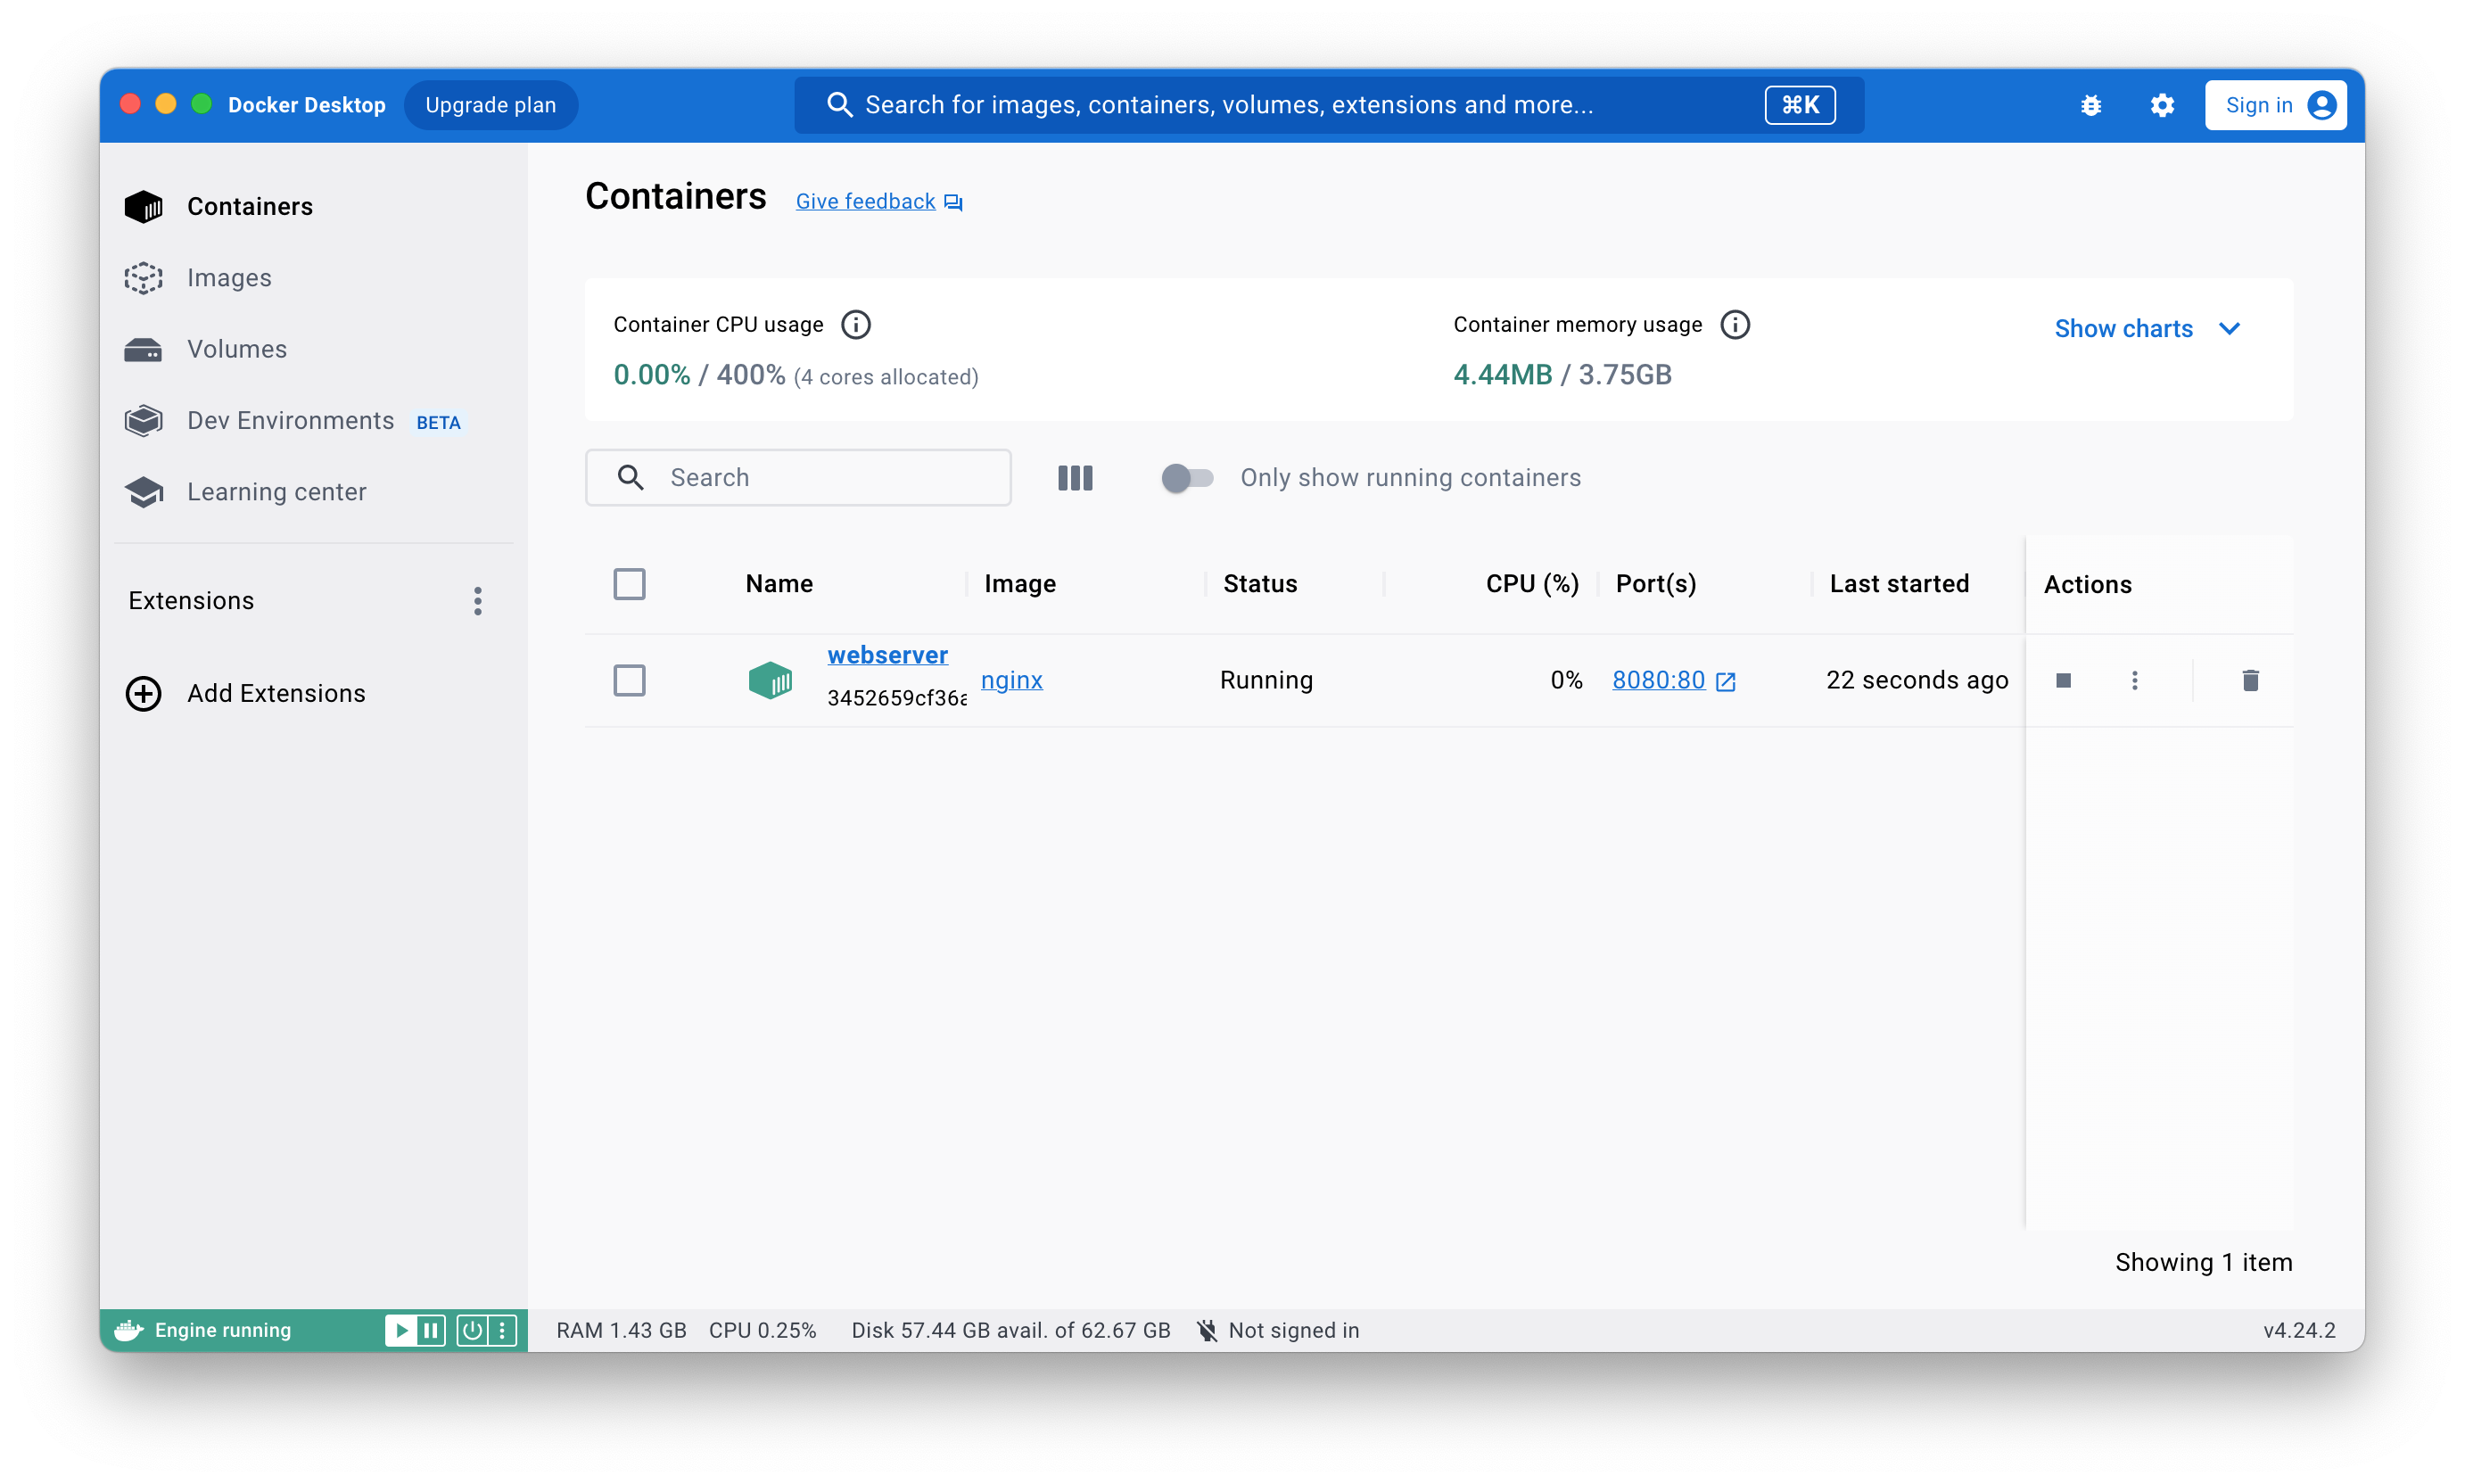 Docker Desktop Upgrade plan Search for images, containers, volumes, extensions and more... ⌘K Sign in
Containers
Images
Volumes
Dev Environments BETA
Learning center
Extensions
Add Extensions
Containers Give feedback
Container CPU usage
0.00% / 400% (4 cores allocated)
Container memory usage
4.44MB / 3.75GB
Show charts
Search Only show running containers
Name Image Status CPU (%) Port(s) Last started Actions
webserver
3452659cf36a
nginx Running 0% 8080:80 22 seconds ago
Showing 1 item
Engine running RAM 1.43 GB CPU 0.25% Disk 57.44 GB avail. of 62.67 GB Not signed in v4.24.2